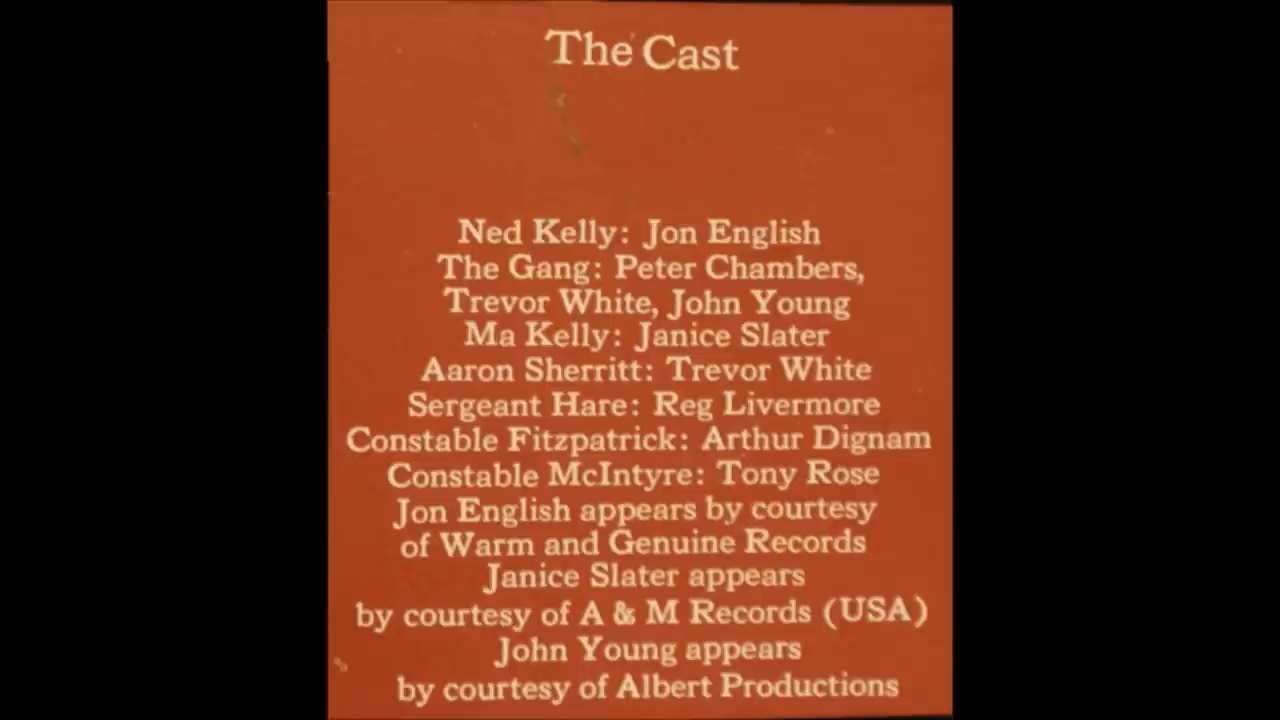 The Cast
Ned Kelly: Jon English
The Gang: Peter Chambers,
Trevor White, John Young
Ma Kelly: Janice Slater
Aaron Sherritt: Trevor White
Sergeant Hare: Reg Livermore
Constable Fitzpatrick: Arthur Dignam
Constable McIntyre: Tony Rose
Jon English appears by courtesy
of Warm and Genuine Records
Janice Slater appears
by courtesy of A & M Records (USA)
John Young appears
by courtesy of Albert Productions